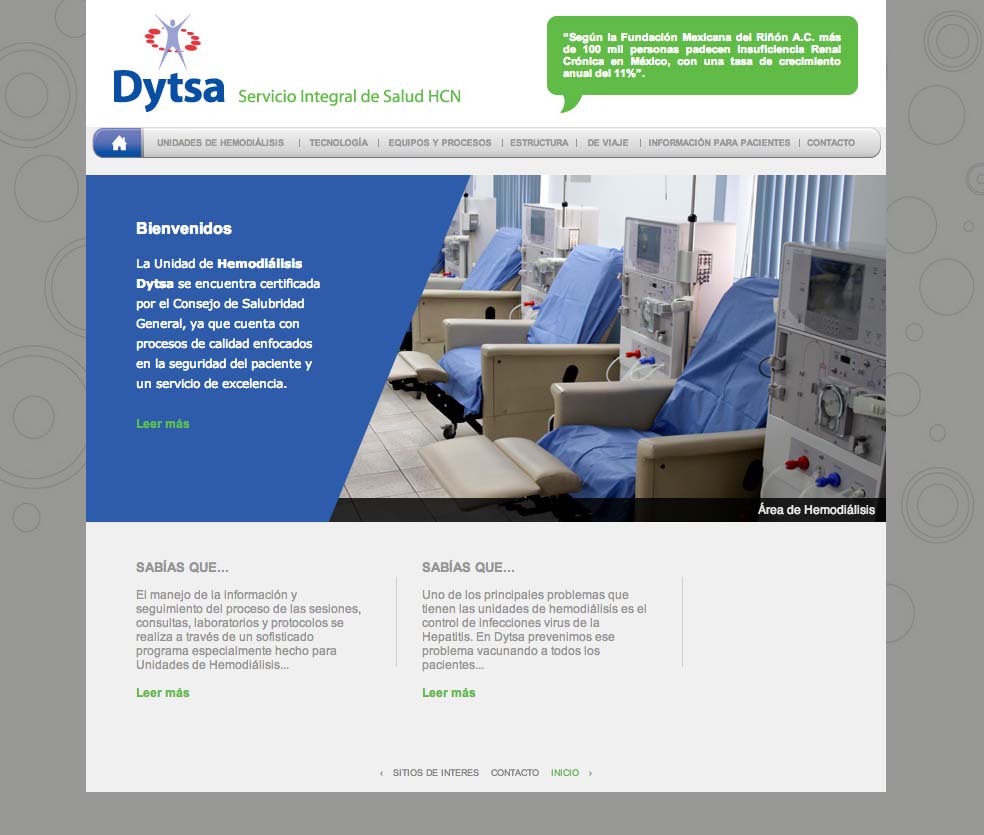 Dytsa Servicio Integral de Salud HCN
“Según la Fundación Mexicana del Riñón A.C. más
de 100 mil personas padecen Insuficiencia Renal
Crónica en México, con una tasa de crecimiento
anual del 11%”.
UNIDADES DE HEMODIÁLISIS | TECNOLOGÍA | EQUIPOS Y PROCESOS | ESTRUCTURA | DE VIAJE | INFORMACIÓN PARA PACIENTES | CONTACTO
Bienvenidos
La Unidad de Hemodiálisis
Dytsa se encuentra certificada
por el Consejo de Salubridad
General, ya que cuenta con
procesos de calidad enfocados
en la seguridad del paciente y
un servicio de excelencia.
Leer más
Área de Hemodiálisis
SABÍAS QUE...
El manejo de la información y
seguimiento del proceso de las sesiones,
consultas, laboratorios y protocolos se
realiza a través de un sofisticado
programa especialmente hecho para
Unidades de Hemodiálisis...
Leer más
SABÍAS QUE...
Uno de los principales problemas que
tienen las unidades de hemodiálisis es el
control de infecciones virus de la
Hepatitis. En Dytsa prevenimos ese
problema vacunando a todos los
pacientes...
Leer más
‹ SITIOS DE INTERES CONTACTO INICIO ›